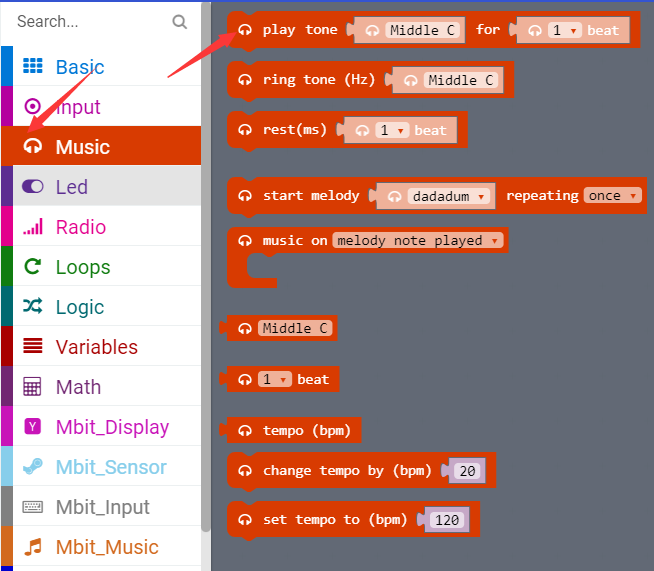 Search...
Basic
Input
Music
Led
Radio
Loops
Logic
Variables
Math
Mbit_Display
Mbit_Sensor
Mbit_Input
Mbit_Music
play tone Middle C for 1 beat
ring tone (Hz) Middle C
rest(ms) 1 beat
start melody dadadum repeating once
music on melody note played
Middle C
1 beat
tempo (bpm)
change tempo by (bpm) 20
set tempo to (bpm) 120